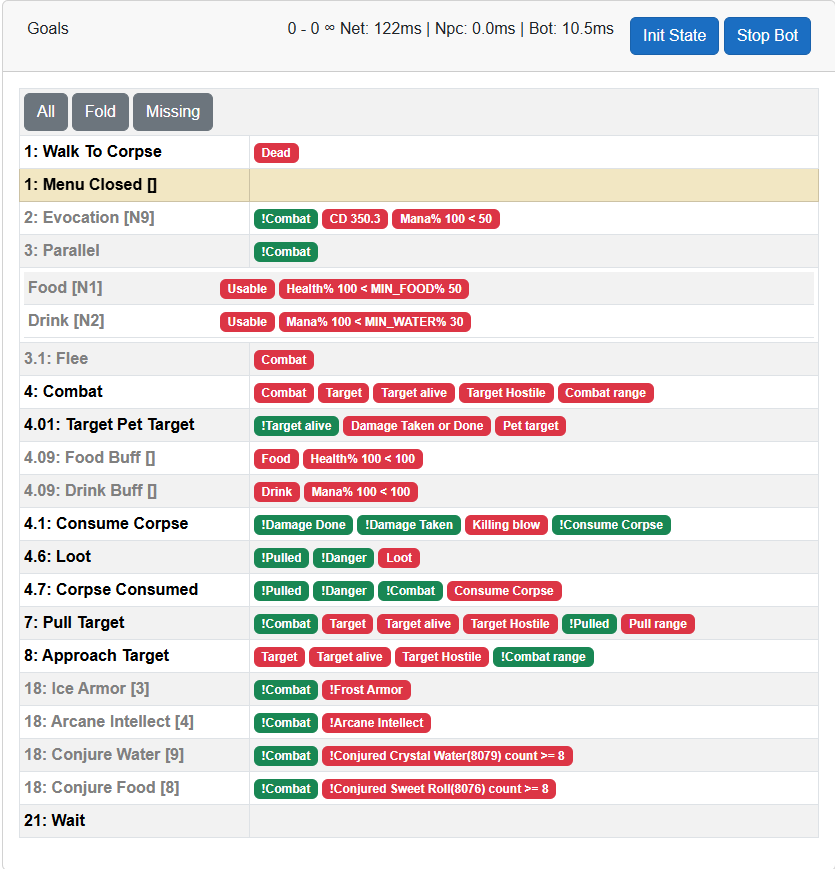 Goals 0 - 0 ∞ Net: 122ms | Npc: 0.0ms | Bot: 10.5ms Init State Stop Bot
All Fold Missing
1: Walk To Corpse Dead
1: Menu Closed []
2: Evocation [N9] !Combat CD 350.3 Mana% 100 < 50
3: Parallel !Combat
Food [N1] Usable Health% 100 < MIN_FOOD% 50
Drink [N2] Usable Mana% 100 < MIN_WATER% 30
3.1: Flee Combat
4: Combat Combat Target Target alive Target Hostile Combat range
4.01: Target Pet Target !Target alive Damage Taken or Done Pet target
4.09: Food Buff [] Food Health% 100 < 100
4.09: Drink Buff [] Drink Mana% 100 < 100
4.1: Consume Corpse !Damage Done !Damage Taken Killing blow !Consume Corpse
4.6: Loot !Pulled !Danger Loot
4.7: Corpse Consumed !Pulled !Danger !Combat Consume Corpse
7: Pull Target !Combat Target Target alive Target Hostile !Pulled Pull range
8: Approach Target Target Target alive Target Hostile !Combat range
18: Ice Armor [3] !Combat !Frost Armor
18: Arcane Intellect [4] !Combat !Arcane Intellect
18: Conjure Water [9] !Combat !Conjured Crystal Water(8079) count >= 8
18: Conjure Food [8] !Combat !Conjured Sweet Roll(8076) count >= 8
21: Wait